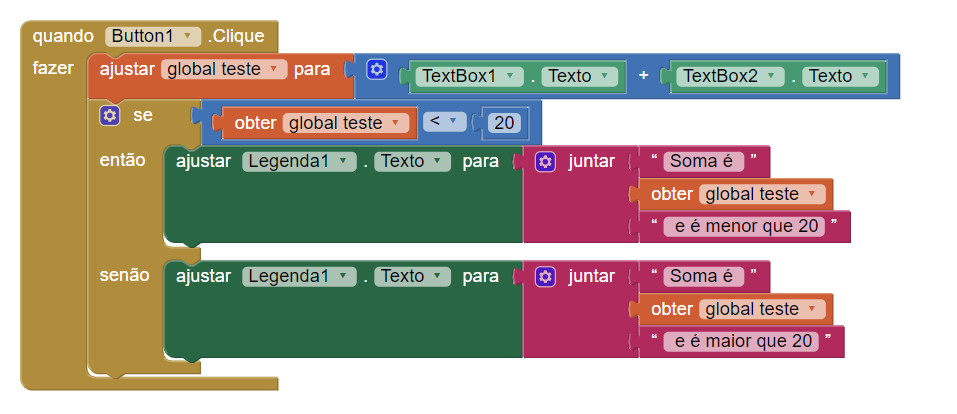 quando Button1 .Clique
fazer ajustar global teste para TextBox1 . Texto + TextBox2 . Texto
se obter global teste < 20
então ajustar Legenda1 . Texto para juntar “ Soma é ”
obter global teste
“ e é menor que 20 ”
senão ajustar Legenda1 . Texto para juntar “ Soma é ”
obter global teste
“ e é maior que 20 ”